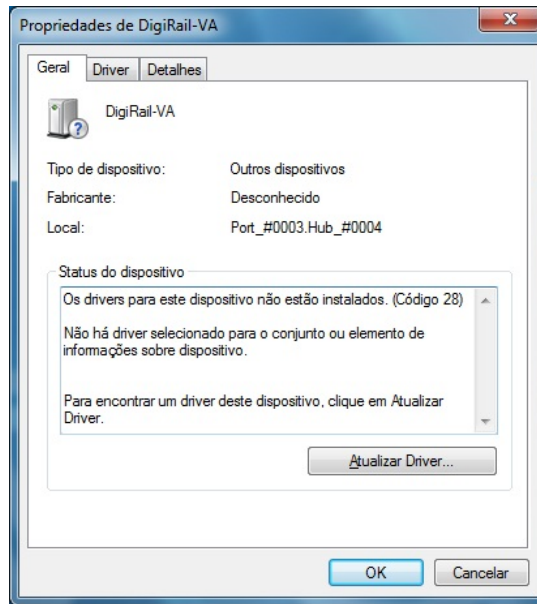 Propriedades de DigiRail-VA
Geral Driver Detalhes
DigiRail-VA
Tipo de dispositivo: Outros dispositivos
Fabricante: Desconhecido
Local: Port_#0003.Hub_#0004
Status do dispositivo
Os drivers para este dispositivo não estão instalados. (Código 28)
Não há driver selecionado para o conjunto ou elemento de
informações sobre dispositivo.
Para encontrar um driver deste dispositivo, clique em Atualizar
Driver.
Atualizar Driver...
OK Cancelar